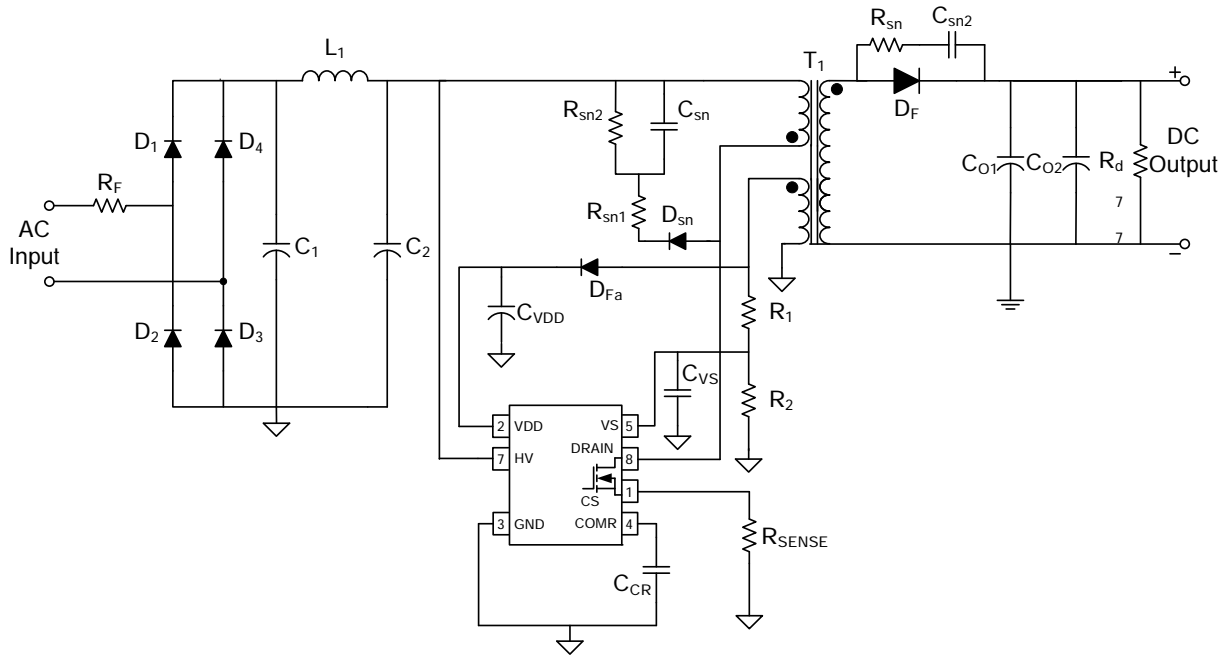 Rsn
Csn2
L1
T1
+
DF
Rsn2
Csn
D1
D4
DC
Output
CO1
CO2
Rd
RF
7
Rsn1
Dsn
AC
Input
C1
C2
7
−
DFa
CVDD
R1
D2
D3
CVS
R2
2
VDD
VS
5
7
HV
DRAIN
8
1
CS
3
GND
COMR
4
RSENSE
CCR